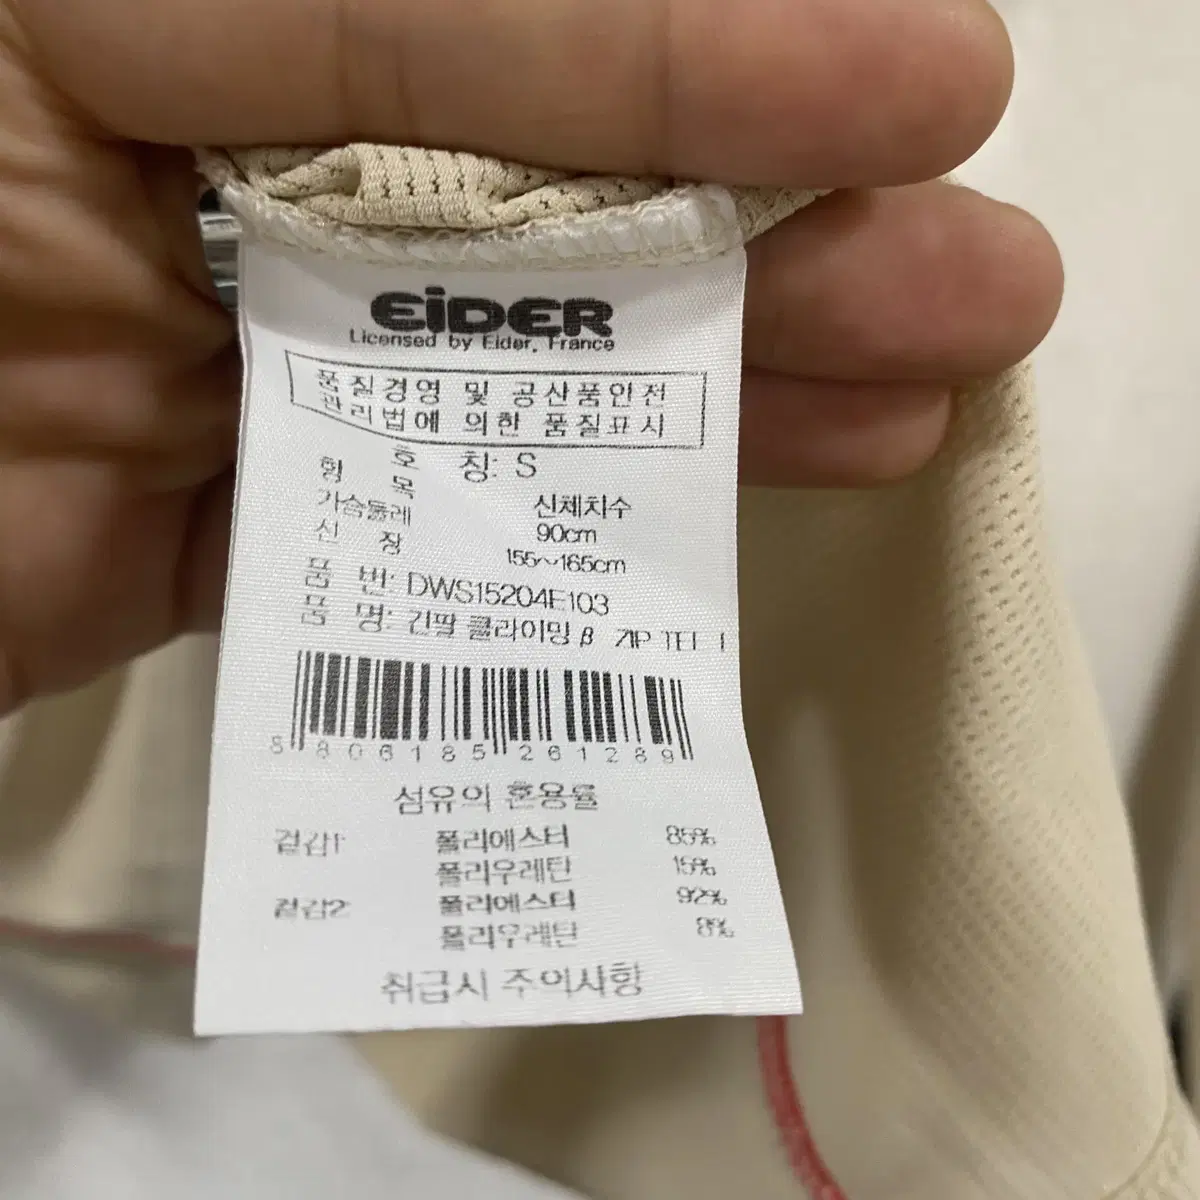 EiDER
Licensed by Eider, France
품질경영 및 공산품안전
관리법에 의한 품질표시
호 칭: S
항 목 신체치수
가슴둘레 90cm
신 장 155~165cm
품 번: DWS15204E103
품 명: 긴팔 클라이밍 β ZIP
8 806185 261289
섬유의 혼용률
겉감1: 폴리에스터 85%
폴리우레탄 15%
겉감2: 폴리에스터 92%
폴리우레탄 8%
취급시 주의사항